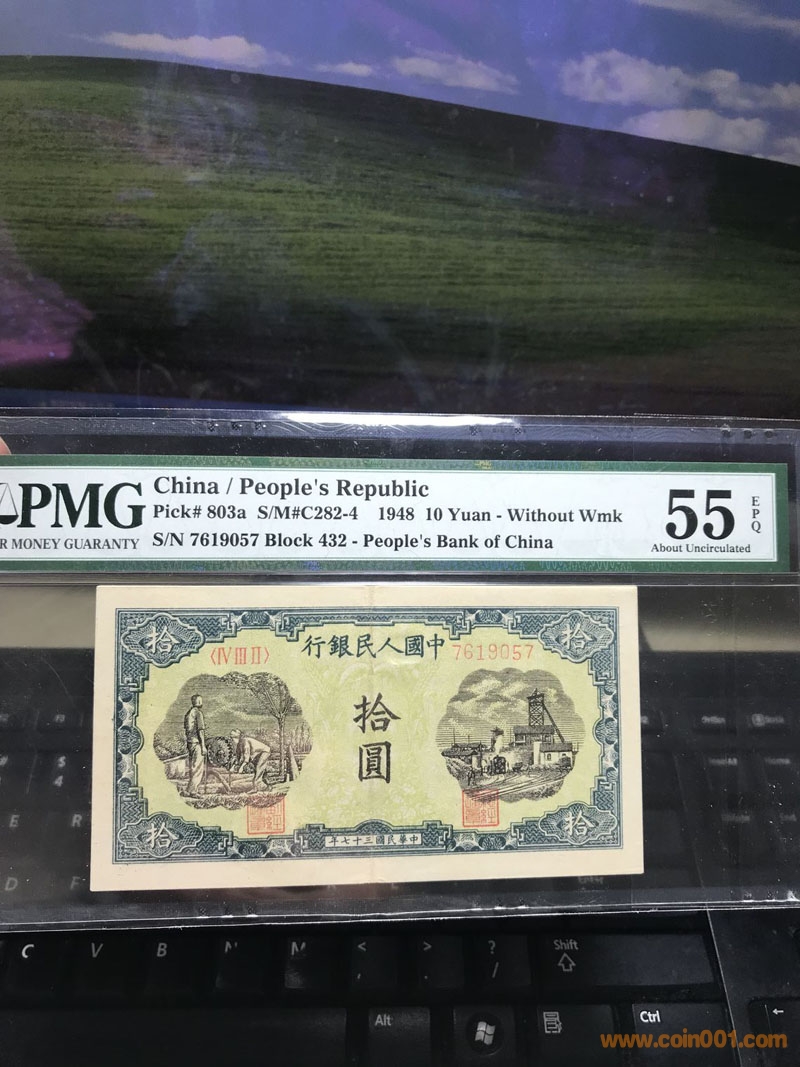 PMG
R MONEY GUARANTY
China / People's Republic
Pick# 803a S/M#C282-4 1948 10 Yuan - Without Wmk
S/N 7619057 Block 432 - People's Bank of China
55
EPQ
About Uncirculated
拾
拾
〈IV III II〉
行銀民人國中
7619057
拾圓
拾
拾
年七十三國民華中
$
4
E
R
D
F
C
V
B
N
M
<
,
>
.
?
/
Shift
Alt
Ctrl
www.coin001.com